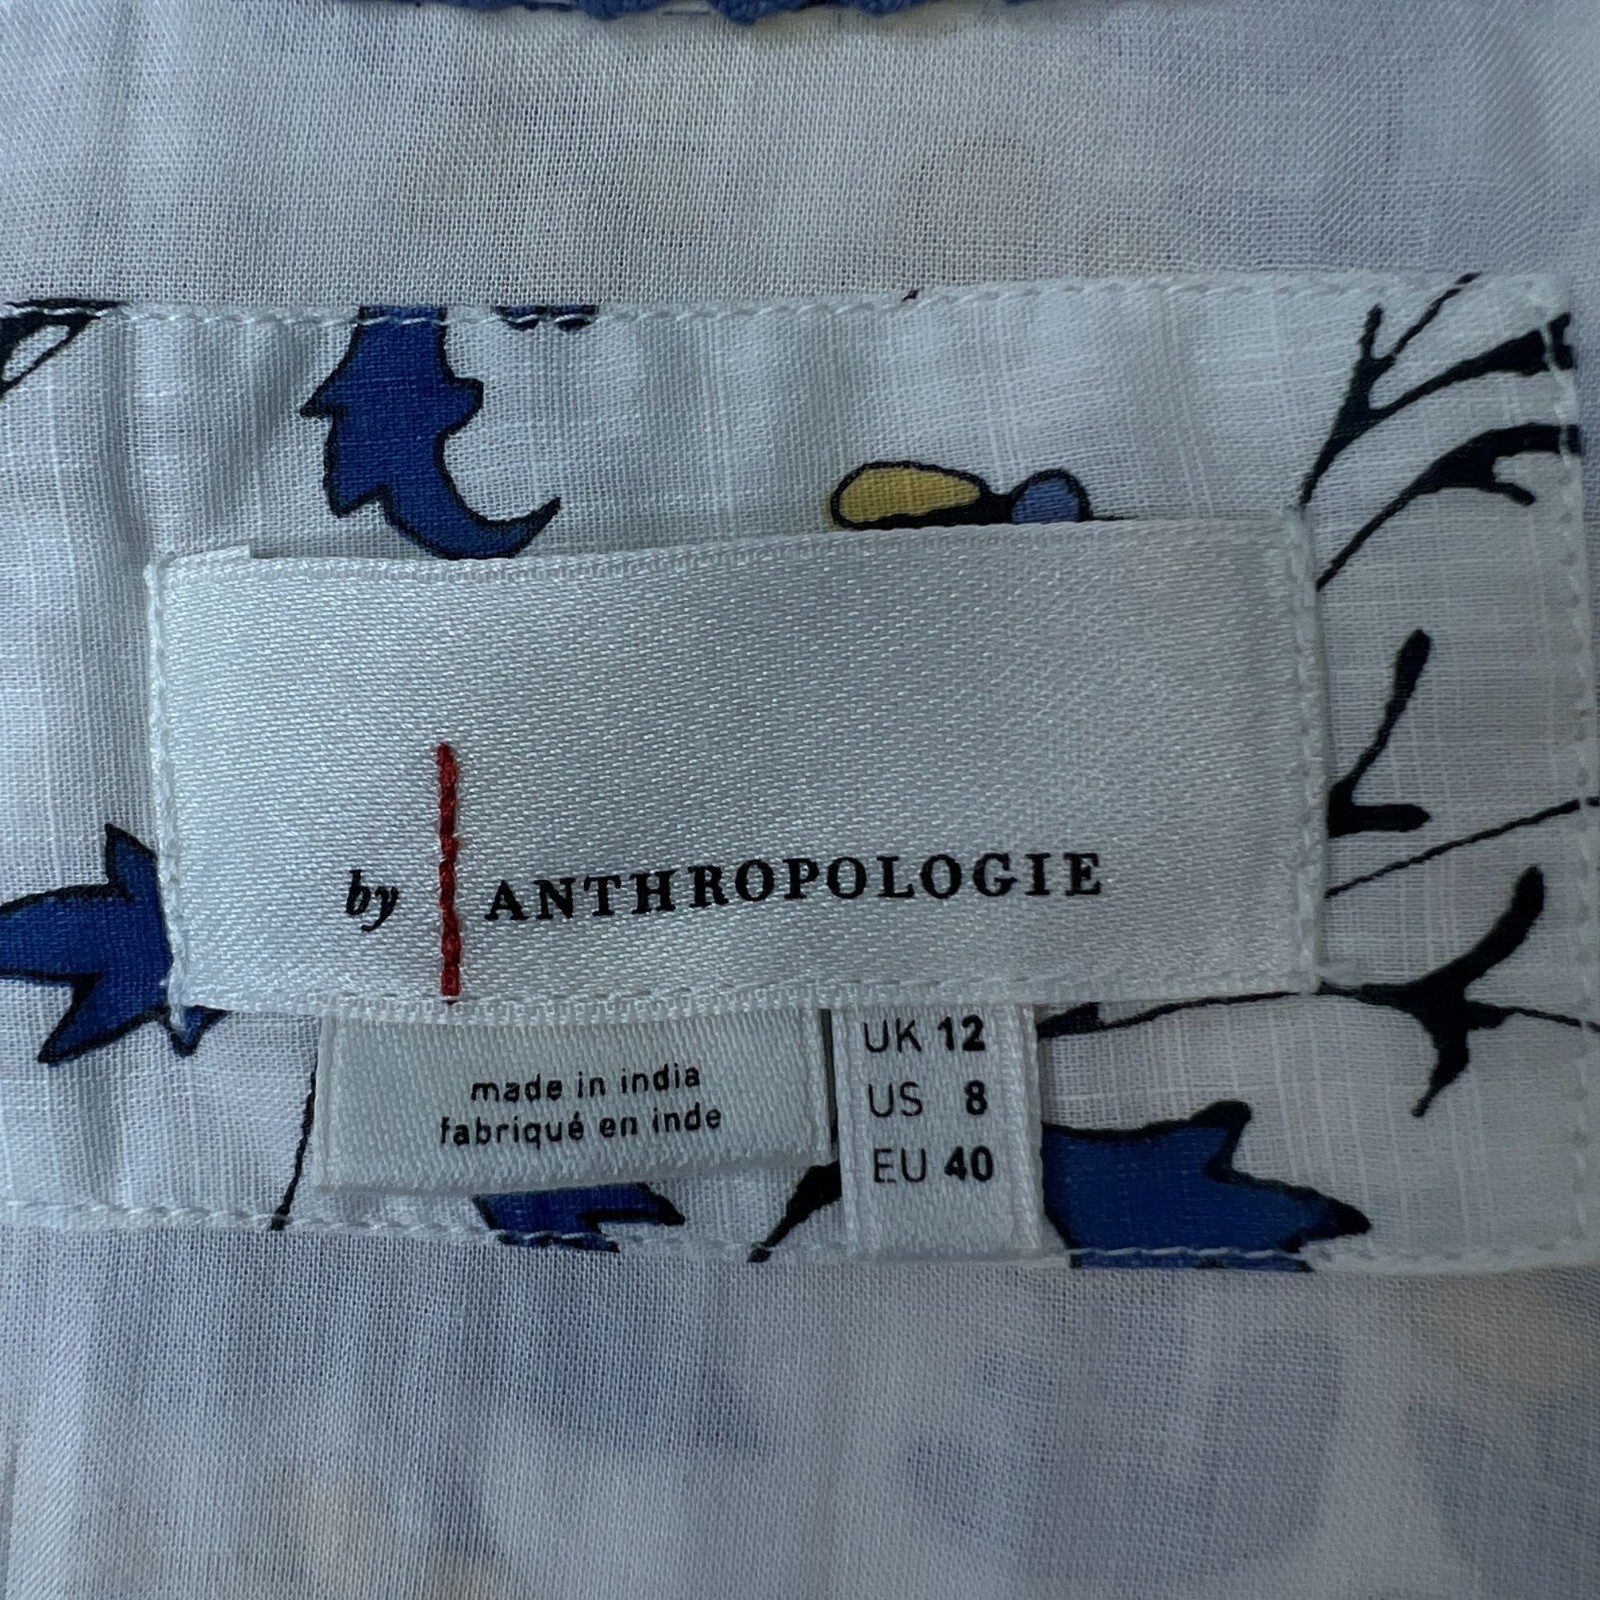 by ANTHROPOLOGIE
made in india
fabriqué en inde
UK 12
US 8
EU 40